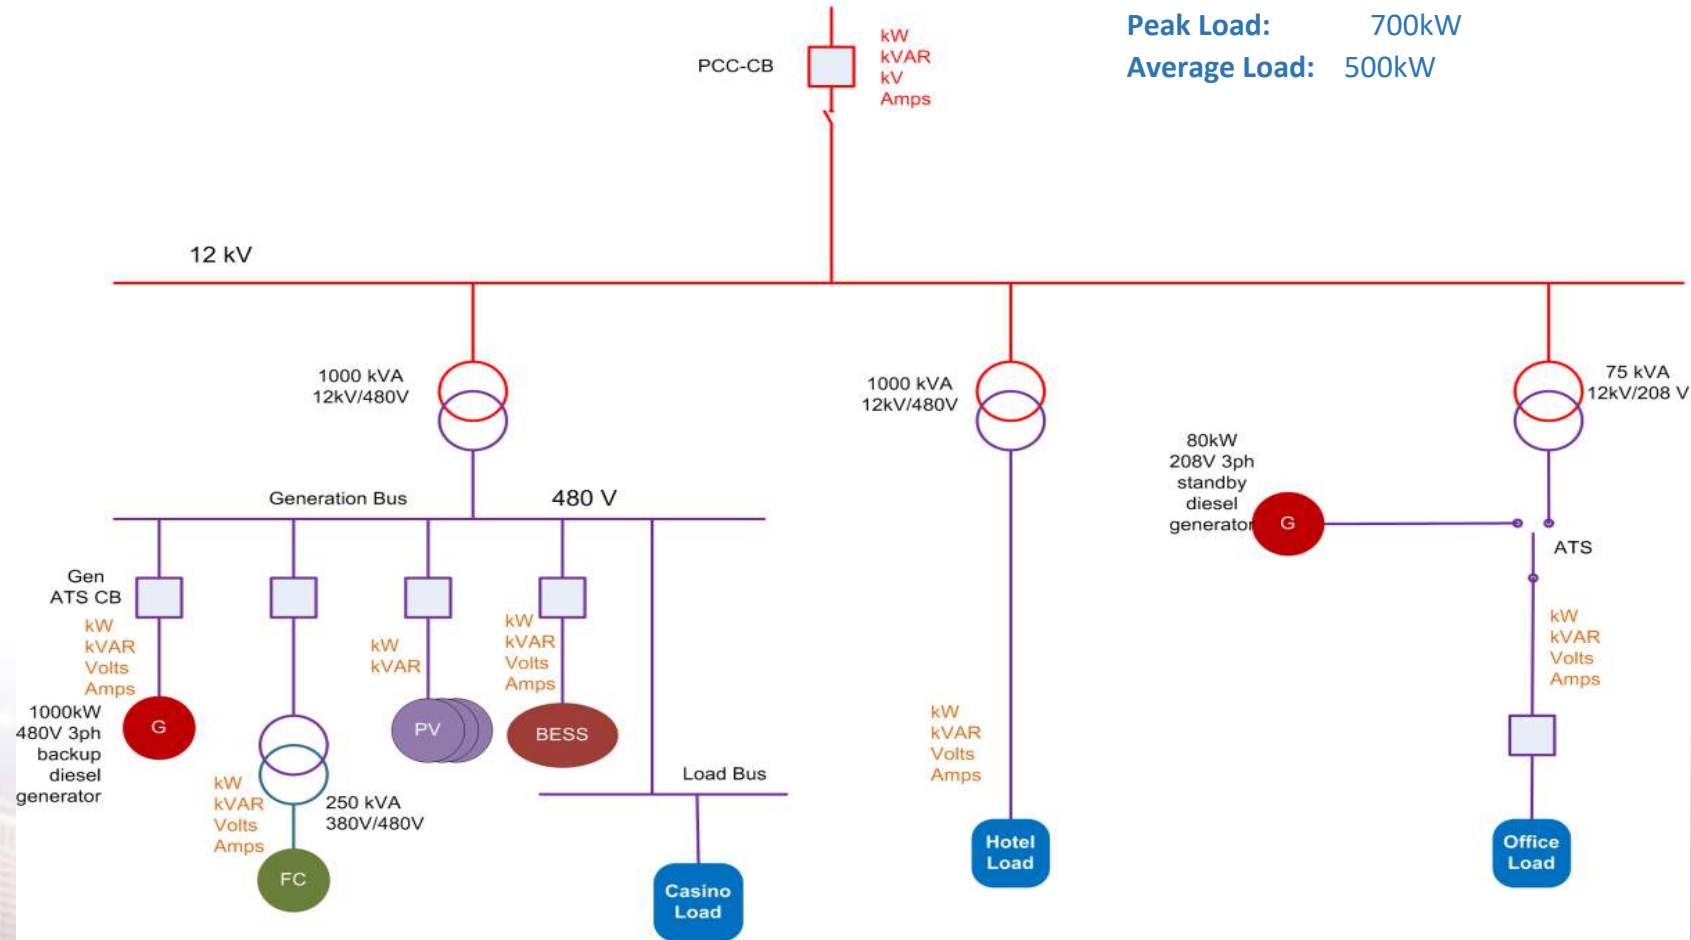 Peak Load: 700kW
Average Load: 500kW
PCC-CB
kW
kVAR
kV
Amps
12 kV
1000 kVA
12kV/480V
1000 kVA
12kV/480V
75 kVA
12kV/208 V
80kW
208V 3ph
standby
diesel
generator
G
ATS
Generation Bus
480 V
Gen
ATS CB
kW
kVAR
Volts
Amps
kW
kVAR
kW
kVAR
Volts
Amps
kW
kVAR
Volts
Amps
1000kW
480V 3ph
backup
diesel
generator
G
PV
BESS
kW
kVAR
Volts
Amps
250 kVA
380V/480V
FC
Load Bus
kW
kVAR
Volts
Amps
Casino
Load
Hotel
Load
Office
Load